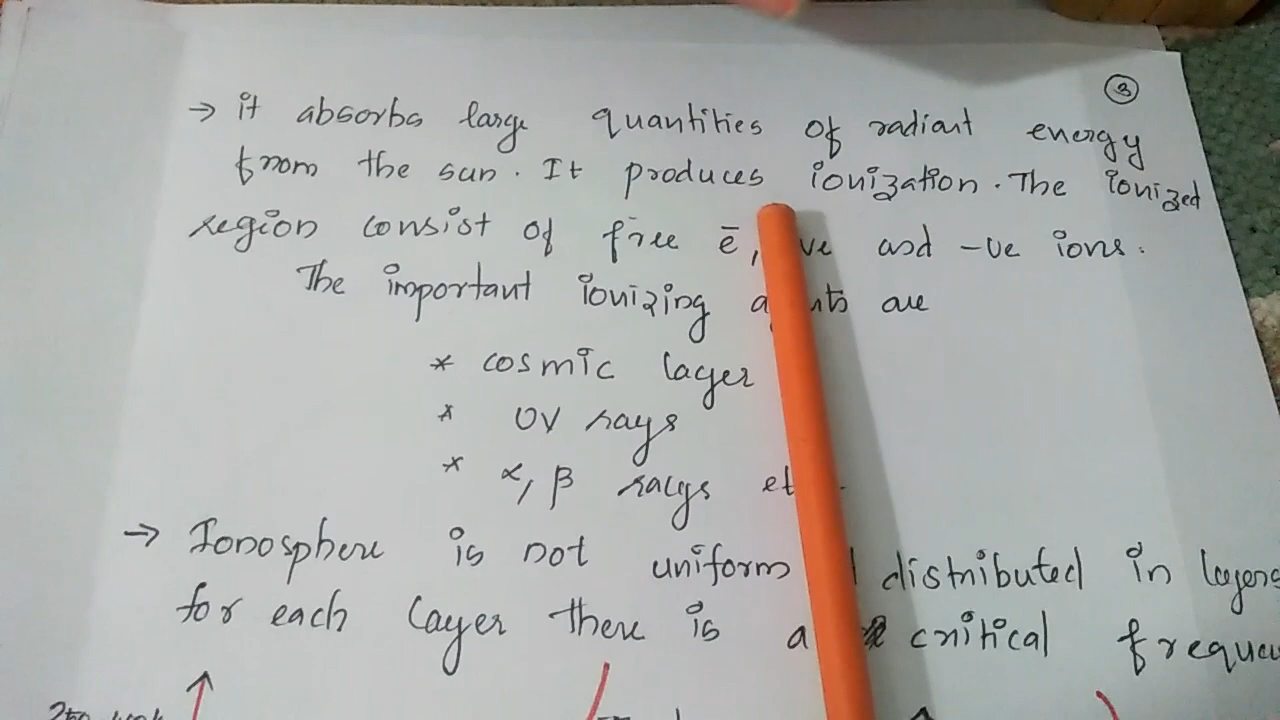 3
→ it absorbs large quantities of radiant energy
from the sun. It produces ionization. The ionized
region consist of free ē, ve and -ve ions.
The important ionizing are
* cosmic layer
* UV rays
* α, β rays
→ Ionosphere is not uniform distributed in layers
for each layer there is a critical